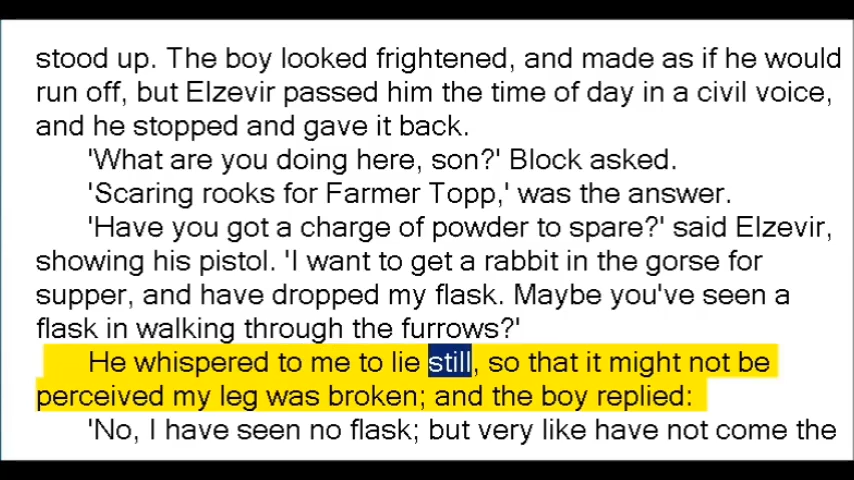 stood up. The boy looked frightened, and made as if he would
run off, but Elzevir passed him the time of day in a civil voice,
and he stopped and gave it back.
'What are you doing here, son?' Block asked.
'Scaring rooks for Farmer Topp,' was the answer.
'Have you got a charge of powder to spare?' said Elzevir,
showing his pistol. 'I want to get a rabbit in the gorse for
supper, and have dropped my flask. Maybe you've seen a
flask in walking through the furrows?'
He whispered to me to lie still, so that it might not be
perceived my leg was broken; and the boy replied:
'No, I have seen no flask; but very like have not come the